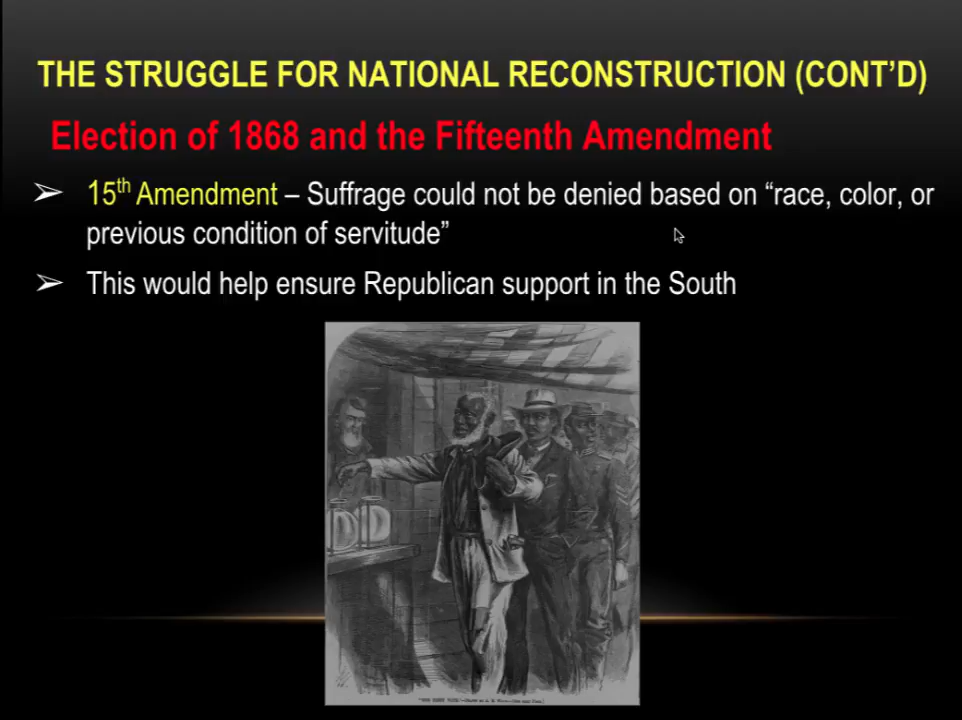 THE STRUGGLE FOR NATIONAL RECONSTRUCTION (CONT’D)
Election of 1868 and the Fifteenth Amendment
➢ 15th Amendment – Suffrage could not be denied based on “race, color, or
previous condition of servitude”
➢ This would help ensure Republican support in the South